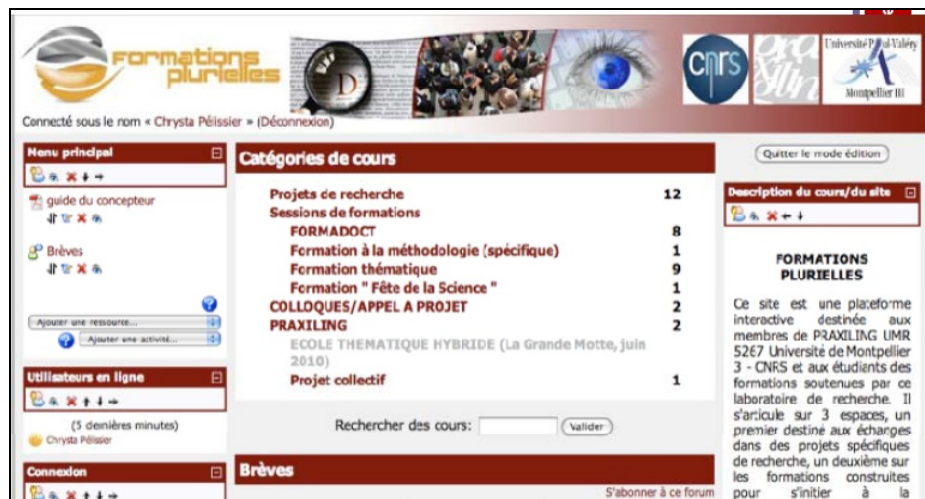 Formations
plurielles
D
cnrs
Université Paul-Valéry
Montpellier III
Connecté sous le nom « Chrysta Pélissier » (Déconnexion)
Menu principal
guide du concepteur
Brèves
Ajouter une ressource...
Ajouter une activité...
Utilisateurs en ligne
(5 dernières minutes)
Chrysta Pélissier
Connexion
Catégories de cours
Projets de recherche 12
Sessions de formations
FORMADOCT 8
Formation à la méthodologie (spécifique) 1
Formation thématique 9
Formation " Fête de la Science " 1
COLLOQUES/APPEL A PROJET 2
PRAXILING 2
ECOLE THEMATIQUE HYBRIDE (La Grande Motte, juin
2010)
Projet collectif 1
Rechercher des cours: Valider
Brèves
S'abonner à ce forum
Quitter le mode édition
Description du cours/du site
FORMATIONS
PLURIELLES
Ce site est une plateforme
interactive destinée aux
membres de PRAXILING UMR
5267 Université de Montpellier
3 - CNRS et aux étudiants des
formations soutenues par ce
laboratoire de recherche. Il
s'articule sur 3 espaces, un
premier destiné aux échanges
dans des projets spécifiques
de recherche, un deuxième sur
les formations construites
pour s'initier à la